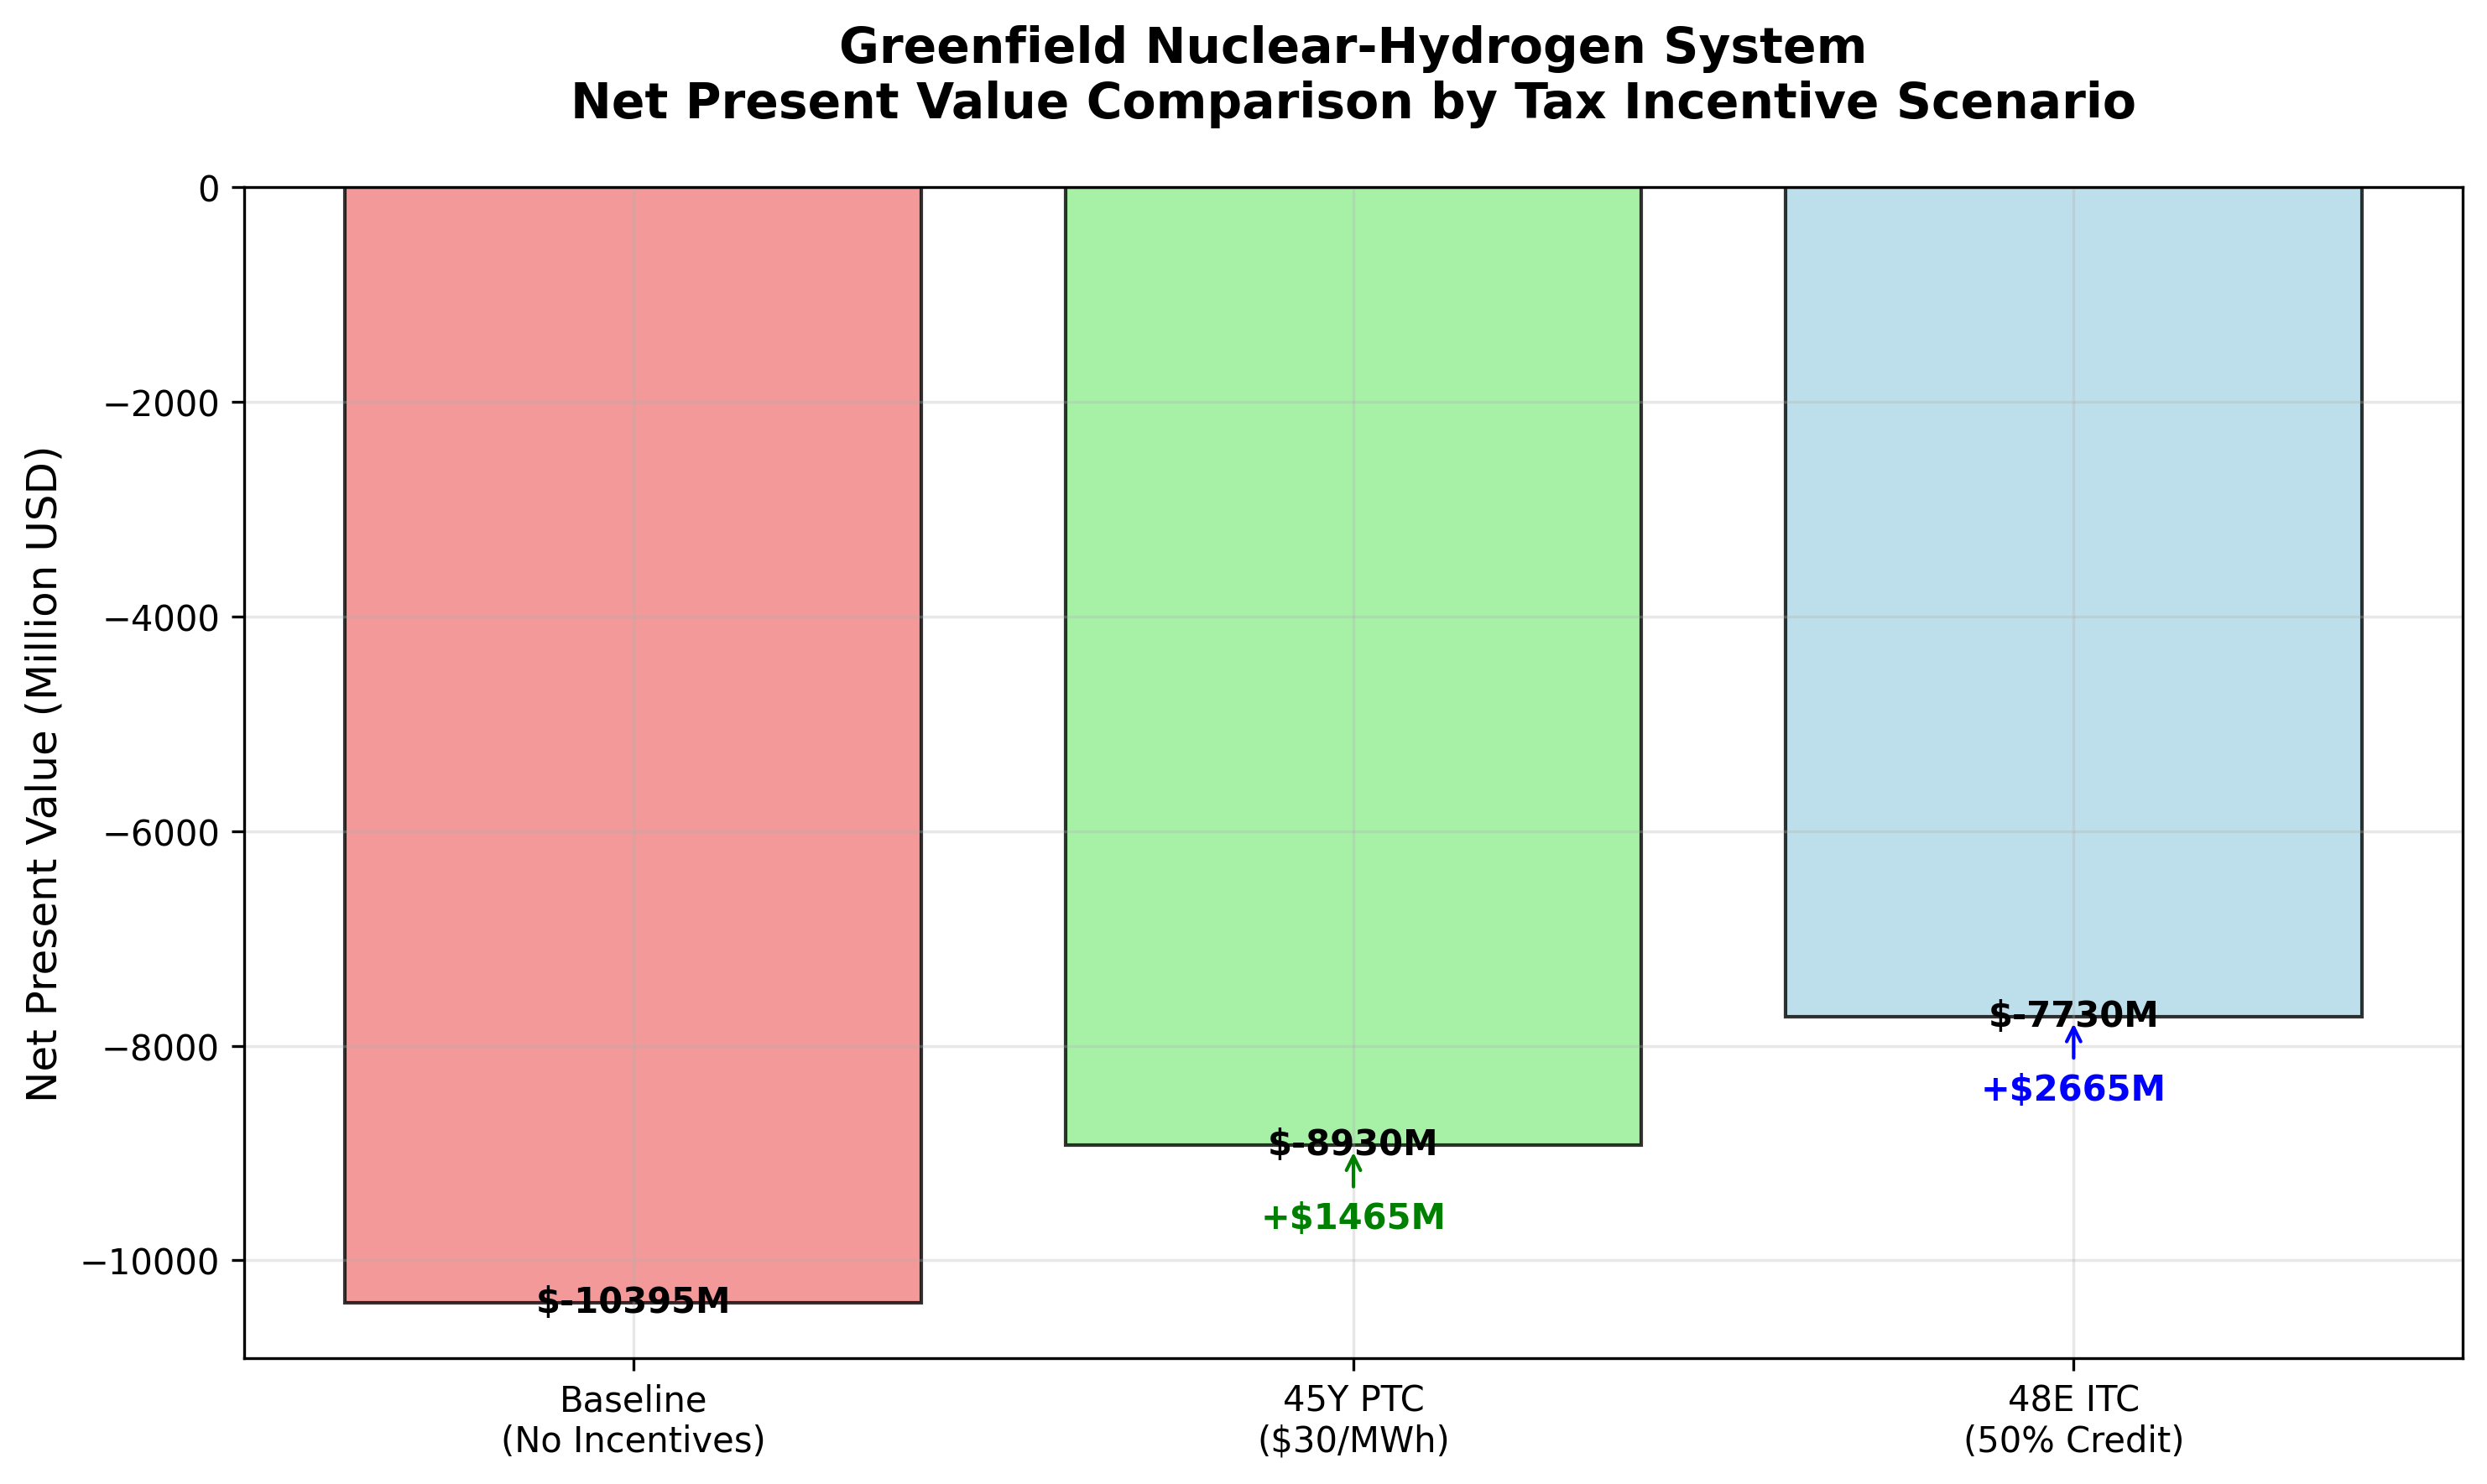 Greenfield Nuclear-Hydrogen System
Net Present Value Comparison by Tax Incentive Scenario
Net Present Value (Million USD)
0
−2000
−4000
−6000
−8000
−10000
$-10395M
$-8930M
+$1465M
$-7730M
+$2665M
Baseline
(No Incentives)
45Y PTC
($30/MWh)
48E ITC
(50% Credit)